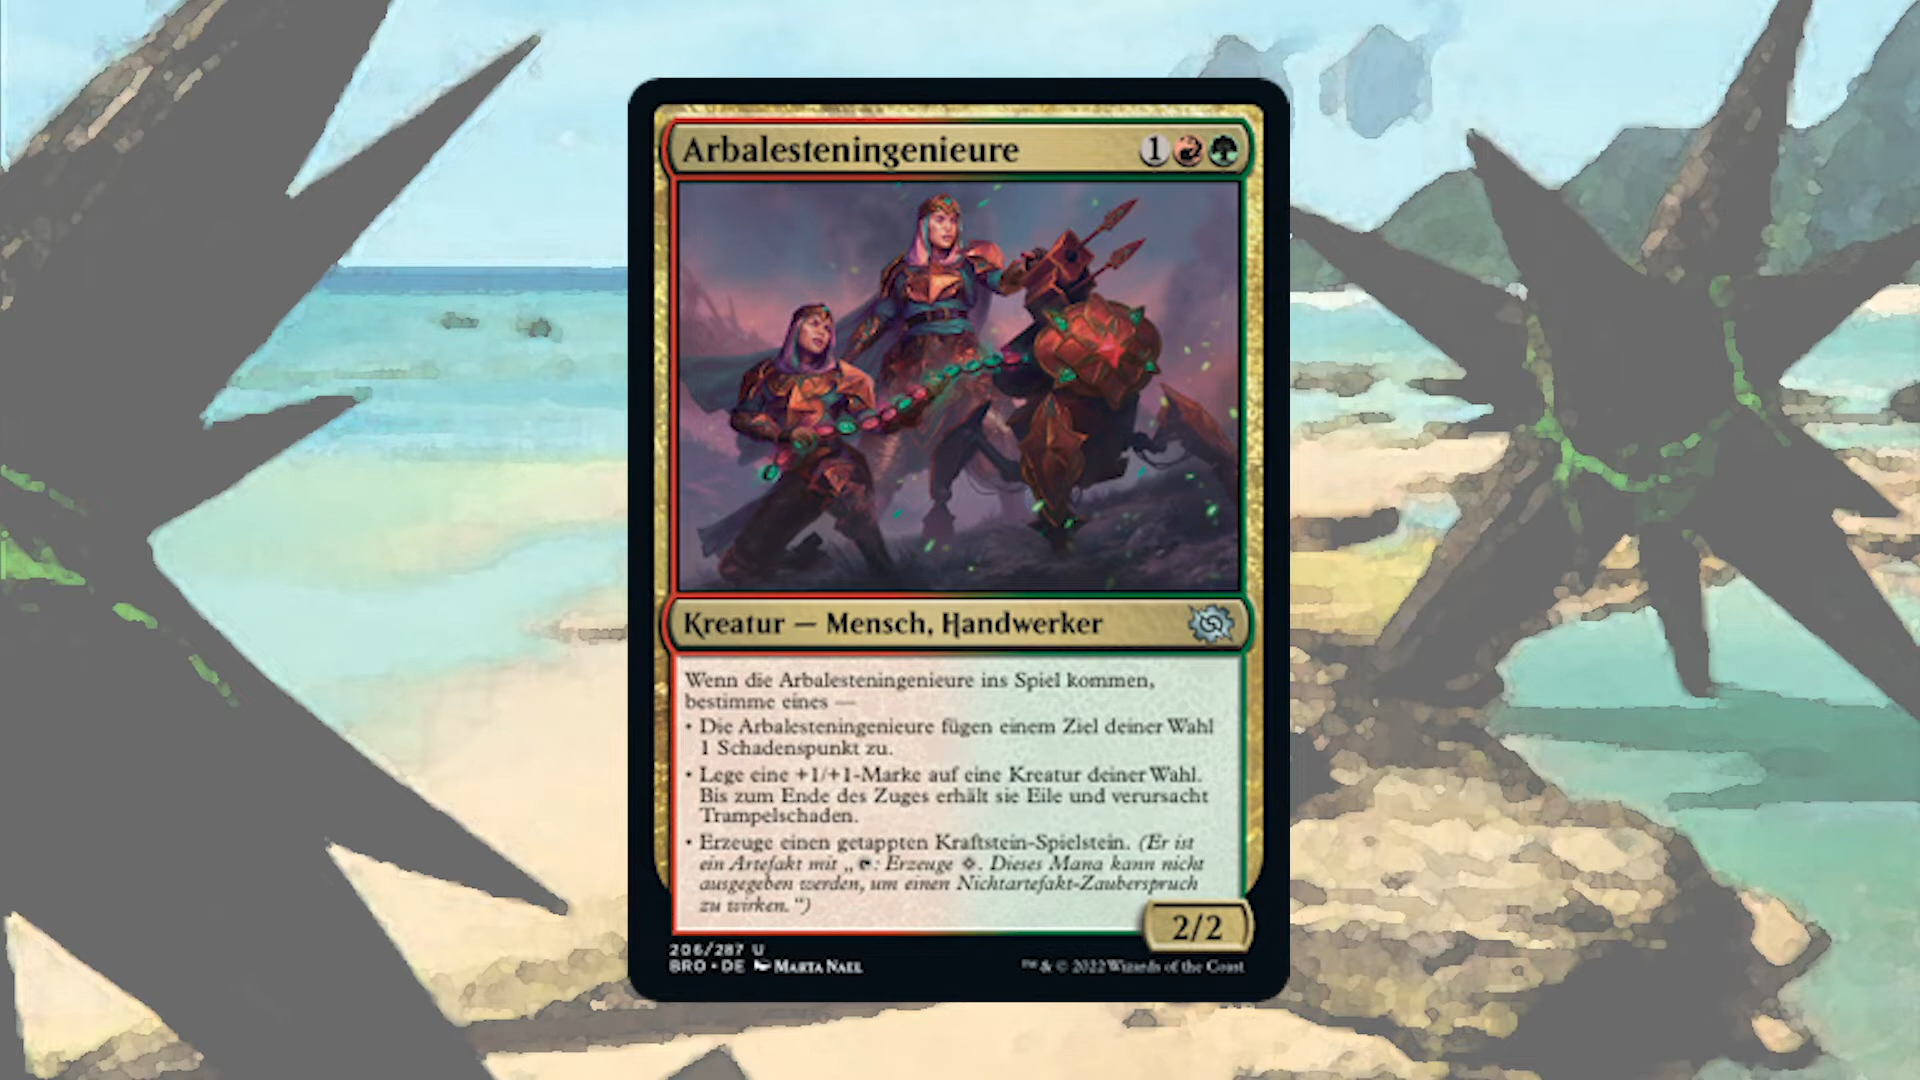 Arbalesteningenieure 1
Kreatur — Mensch, Handwerker
Wenn die Arbalesteningenieure ins Spiel kommen,
bestimme eines —
• Die Arbalesteningenieure fügen einem Ziel deiner Wahl
1 Schadenspunkt zu.
• Lege eine +1/+1-Marke auf eine Kreatur deiner Wahl.
Bis zum Ende des Zuges erhält sie Eile und verursacht
Trampelschaden.
• Erzeuge einen getappten Kraftstein-Spielstein. (Er ist
ein Artefakt mit „: Erzeuge . Dieses Mana kann nicht
ausgegeben werden, um einen Nichtartefakt-Zauberspruch
zu wirken.“)
2/2
206/287 U
BRO • DE Marta Nael
™ & © 2022 Wizards of the Coast